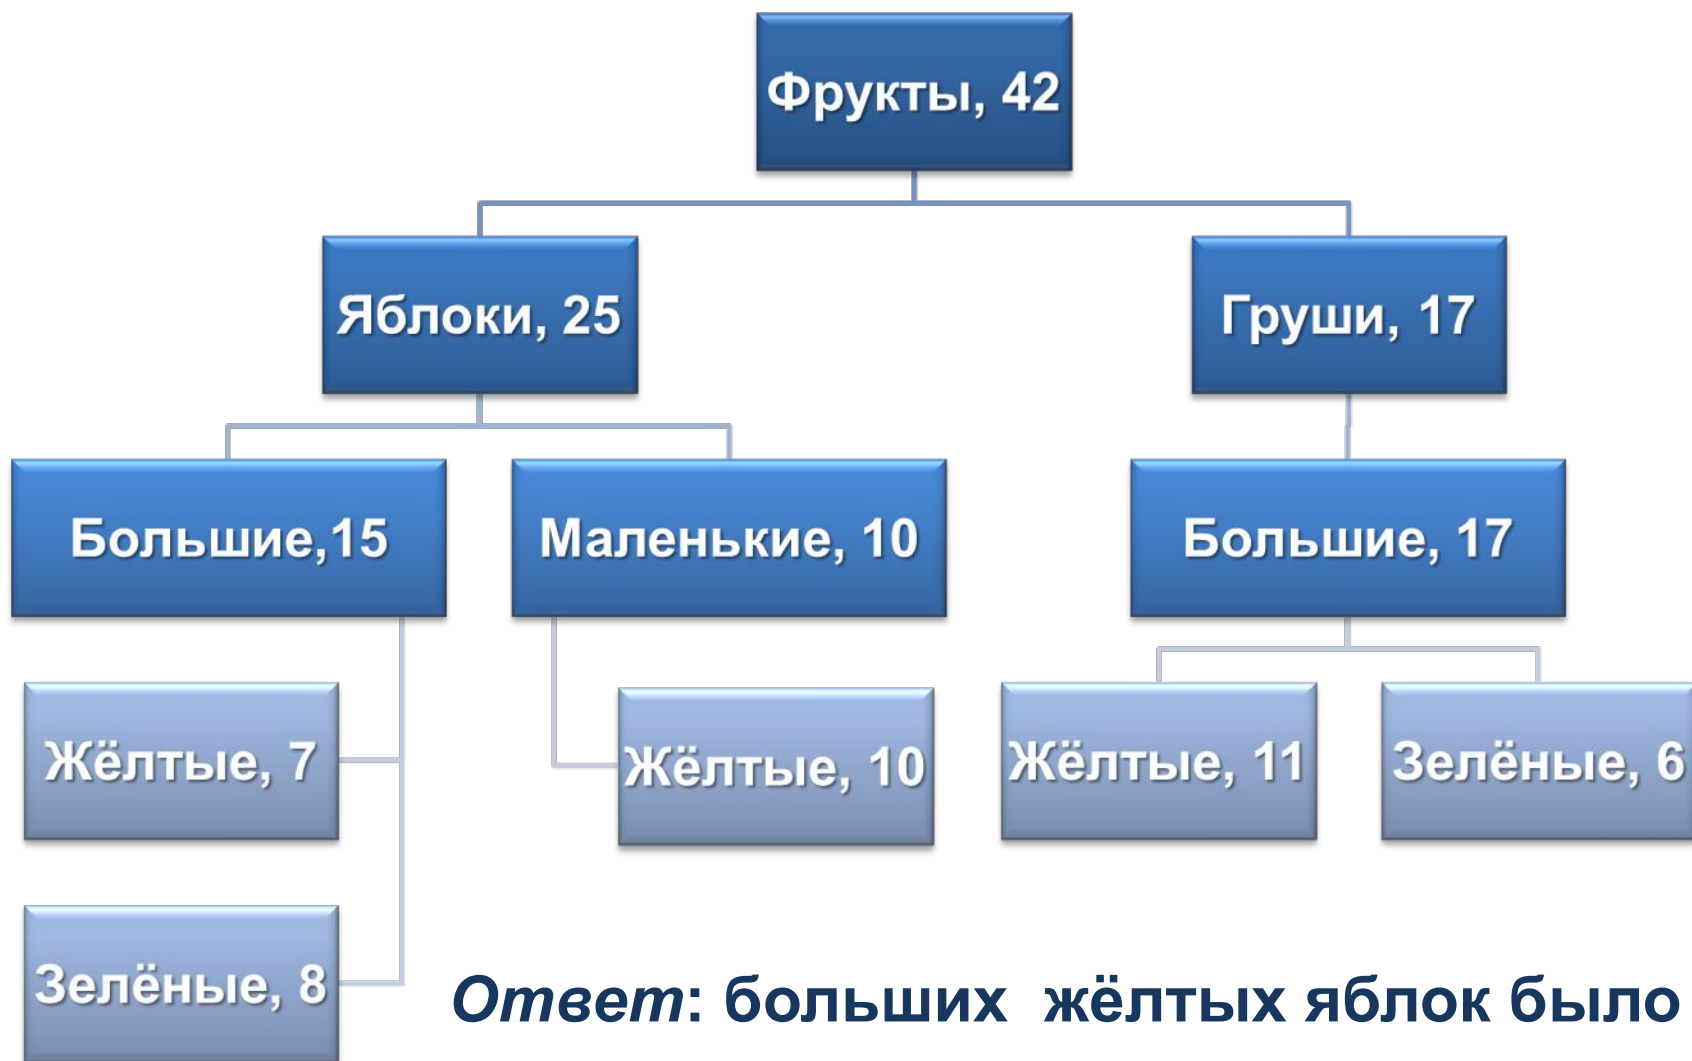 Фрукты, 42
Яблоки, 25
Груши, 17
Большие,15
Маленькие, 10
Большие, 17
Жёлтые, 7
Жёлтые, 10
Жёлтые, 11
Зелёные, 6
Зелёные, 8
Ответ: больших жёлтых яблок было